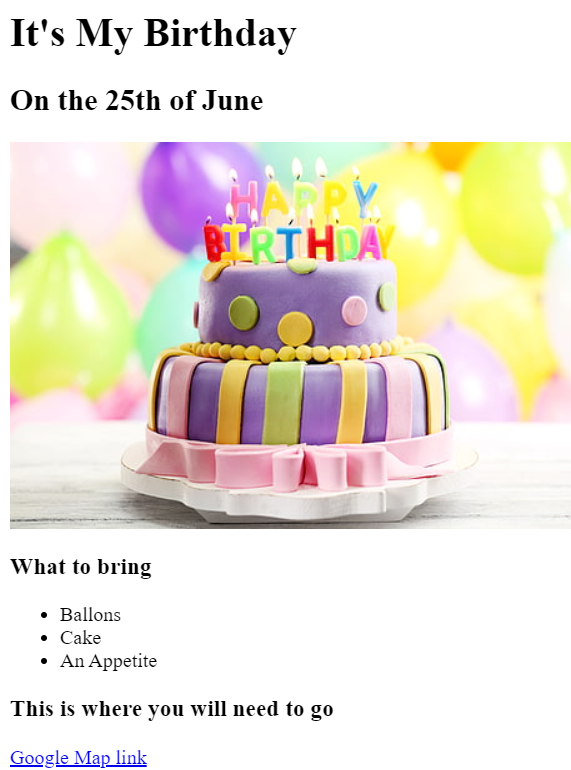 It's My Birthday
On the 25th of June
HAPPY
BIRTHDAY
What to bring
Ballons
Cake
An Appetite
This is where you will need to go
Google Map link